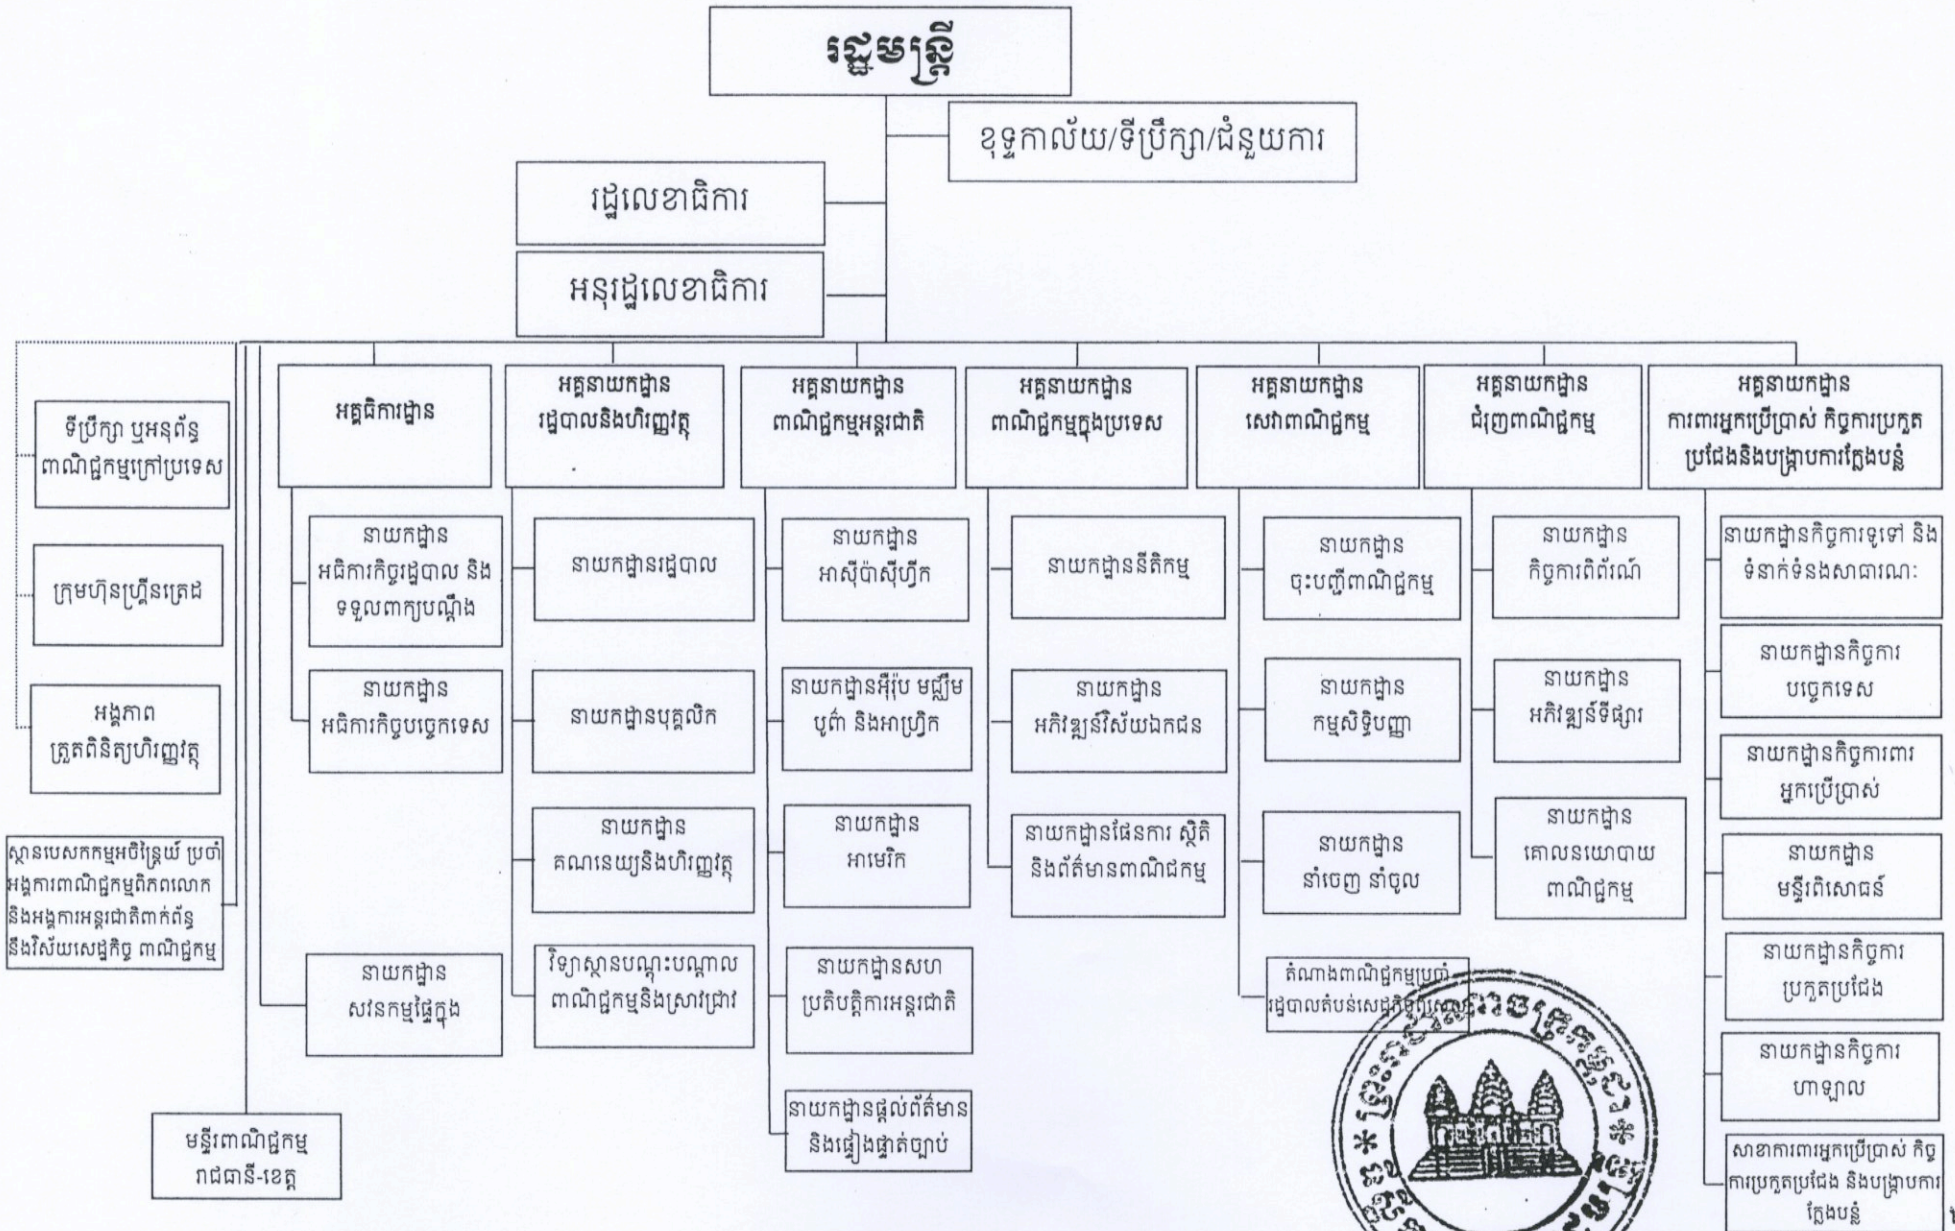 រដ្ឋមន្ត្រី
ខុទ្ទកាល័យ/ទីប្រឹក្សា/ជំនួយការ
រដ្ឋលេខាធិការ
អនុរដ្ឋលេខាធិការ
ទីប្រឹក្សា ឬអនុព័ន្ធ
ពាណិជ្ជកម្មក្រៅប្រទេស
ក្រុមហ៊ុនហ្គ្រីនត្រេដ
អង្គភាព
ត្រួតពិនិត្យហិរញ្ញវត្ថុ
ស្ថានបេសកកម្មអចិន្ត្រៃយ៍ ប្រចាំ
អង្គការពាណិជ្ជកម្មពិភពលោក
និងអង្គការអន្តរជាតិពាក់ព័ន្ធ
នឹងវិស័យសេដ្ឋកិច្ច ពាណិជ្ជកម្ម
មន្ទីរពាណិជ្ជកម្ម
រាជធានី-ខេត្ត
អគ្គធិការដ្ឋាន
នាយកដ្ឋាន
អធិការកិច្ចរដ្ឋបាល និង
ទទួលពាក្យបណ្តឹង
នាយកដ្ឋាន
អធិការកិច្ចបច្ចេកទេស
នាយកដ្ឋាន
សវនកម្មផ្ទៃក្នុង
អគ្គនាយកដ្ឋាន
រដ្ឋបាលនិងហិរញ្ញវត្ថុ
នាយកដ្ឋានរដ្ឋបាល
នាយកដ្ឋានបុគ្គលិក
នាយកដ្ឋាន
គណនេយ្យនិងហិរញ្ញវត្ថុ
វិទ្យាស្ថានបណ្តុះបណ្តាល
ពាណិជ្ជកម្មនិងស្រាវជ្រាវ
អគ្គនាយកដ្ឋាន
ពាណិជ្ជកម្មអន្តរជាតិ
នាយកដ្ឋាន
អាស៊ីប៉ាស៊ីហ្វីក
នាយកដ្ឋានអ៊ឺរ៉ុប មជ្ឈឹម
បូព៌ា និងអាហ្វ្រិក
នាយកដ្ឋាន
អាមេរិក
នាយកដ្ឋានសហ
ប្រតិបត្តិការអន្តរជាតិ
នាយកដ្ឋានផ្តល់ព័ត៌មាន
និងផ្ទៀងផ្ទាត់ច្បាប់
អគ្គនាយកដ្ឋាន
ពាណិជ្ជកម្មក្នុងប្រទេស
នាយកដ្ឋាននីតិកម្ម
នាយកដ្ឋាន
អភិវឌ្ឍន៍វិស័យឯកជន
នាយកដ្ឋានផែនការ ស្ថិតិ
និងព័ត៌មានពាណិជ្ជកម្ម
អគ្គនាយកដ្ឋាន
សេវាពាណិជ្ជកម្ម
នាយកដ្ឋាន
ចុះបញ្ជីពាណិជ្ជកម្ម
នាយកដ្ឋាន
កម្មសិទ្ធិបញ្ញា
នាយកដ្ឋាន
នាំចេញ នាំចូល
តំណាងពាណិជ្ជកម្មប្រចាំ
រដ្ឋបាលតំបន់សេដ្ឋកិច្ចពិសេស
អគ្គនាយកដ្ឋាន
ជំរុញពាណិជ្ជកម្ម
នាយកដ្ឋាន
កិច្ចការពិព័រណ៍
នាយកដ្ឋាន
អភិវឌ្ឍន៍ទីផ្សារ
នាយកដ្ឋាន
គោលនយោបាយ
ពាណិជ្ជកម្ម
អគ្គនាយកដ្ឋាន
ការពារអ្នកប្រើប្រាស់ កិច្ចការប្រកួត
ប្រជែងនិងបង្ក្រាបការក្លែងបន្លំ
នាយកដ្ឋានកិច្ចការទូទៅ និង
ទំនាក់ទំនងសាធារណៈ
នាយកដ្ឋានកិច្ចការ
បច្ចេកទេស
នាយកដ្ឋានកិច្ចការពារ
អ្នកប្រើប្រាស់
នាយកដ្ឋាន
មន្ទីរពិសោធន៍
នាយកដ្ឋានកិច្ចការ
ប្រកួតប្រជែង
នាយកដ្ឋានកិច្ចការ
ហាឡាល
សាខាការពារអ្នកប្រើប្រាស់ កិច្ច
ការប្រកួតប្រជែង និងបង្ក្រាបការ
ក្លែងបន្លំ